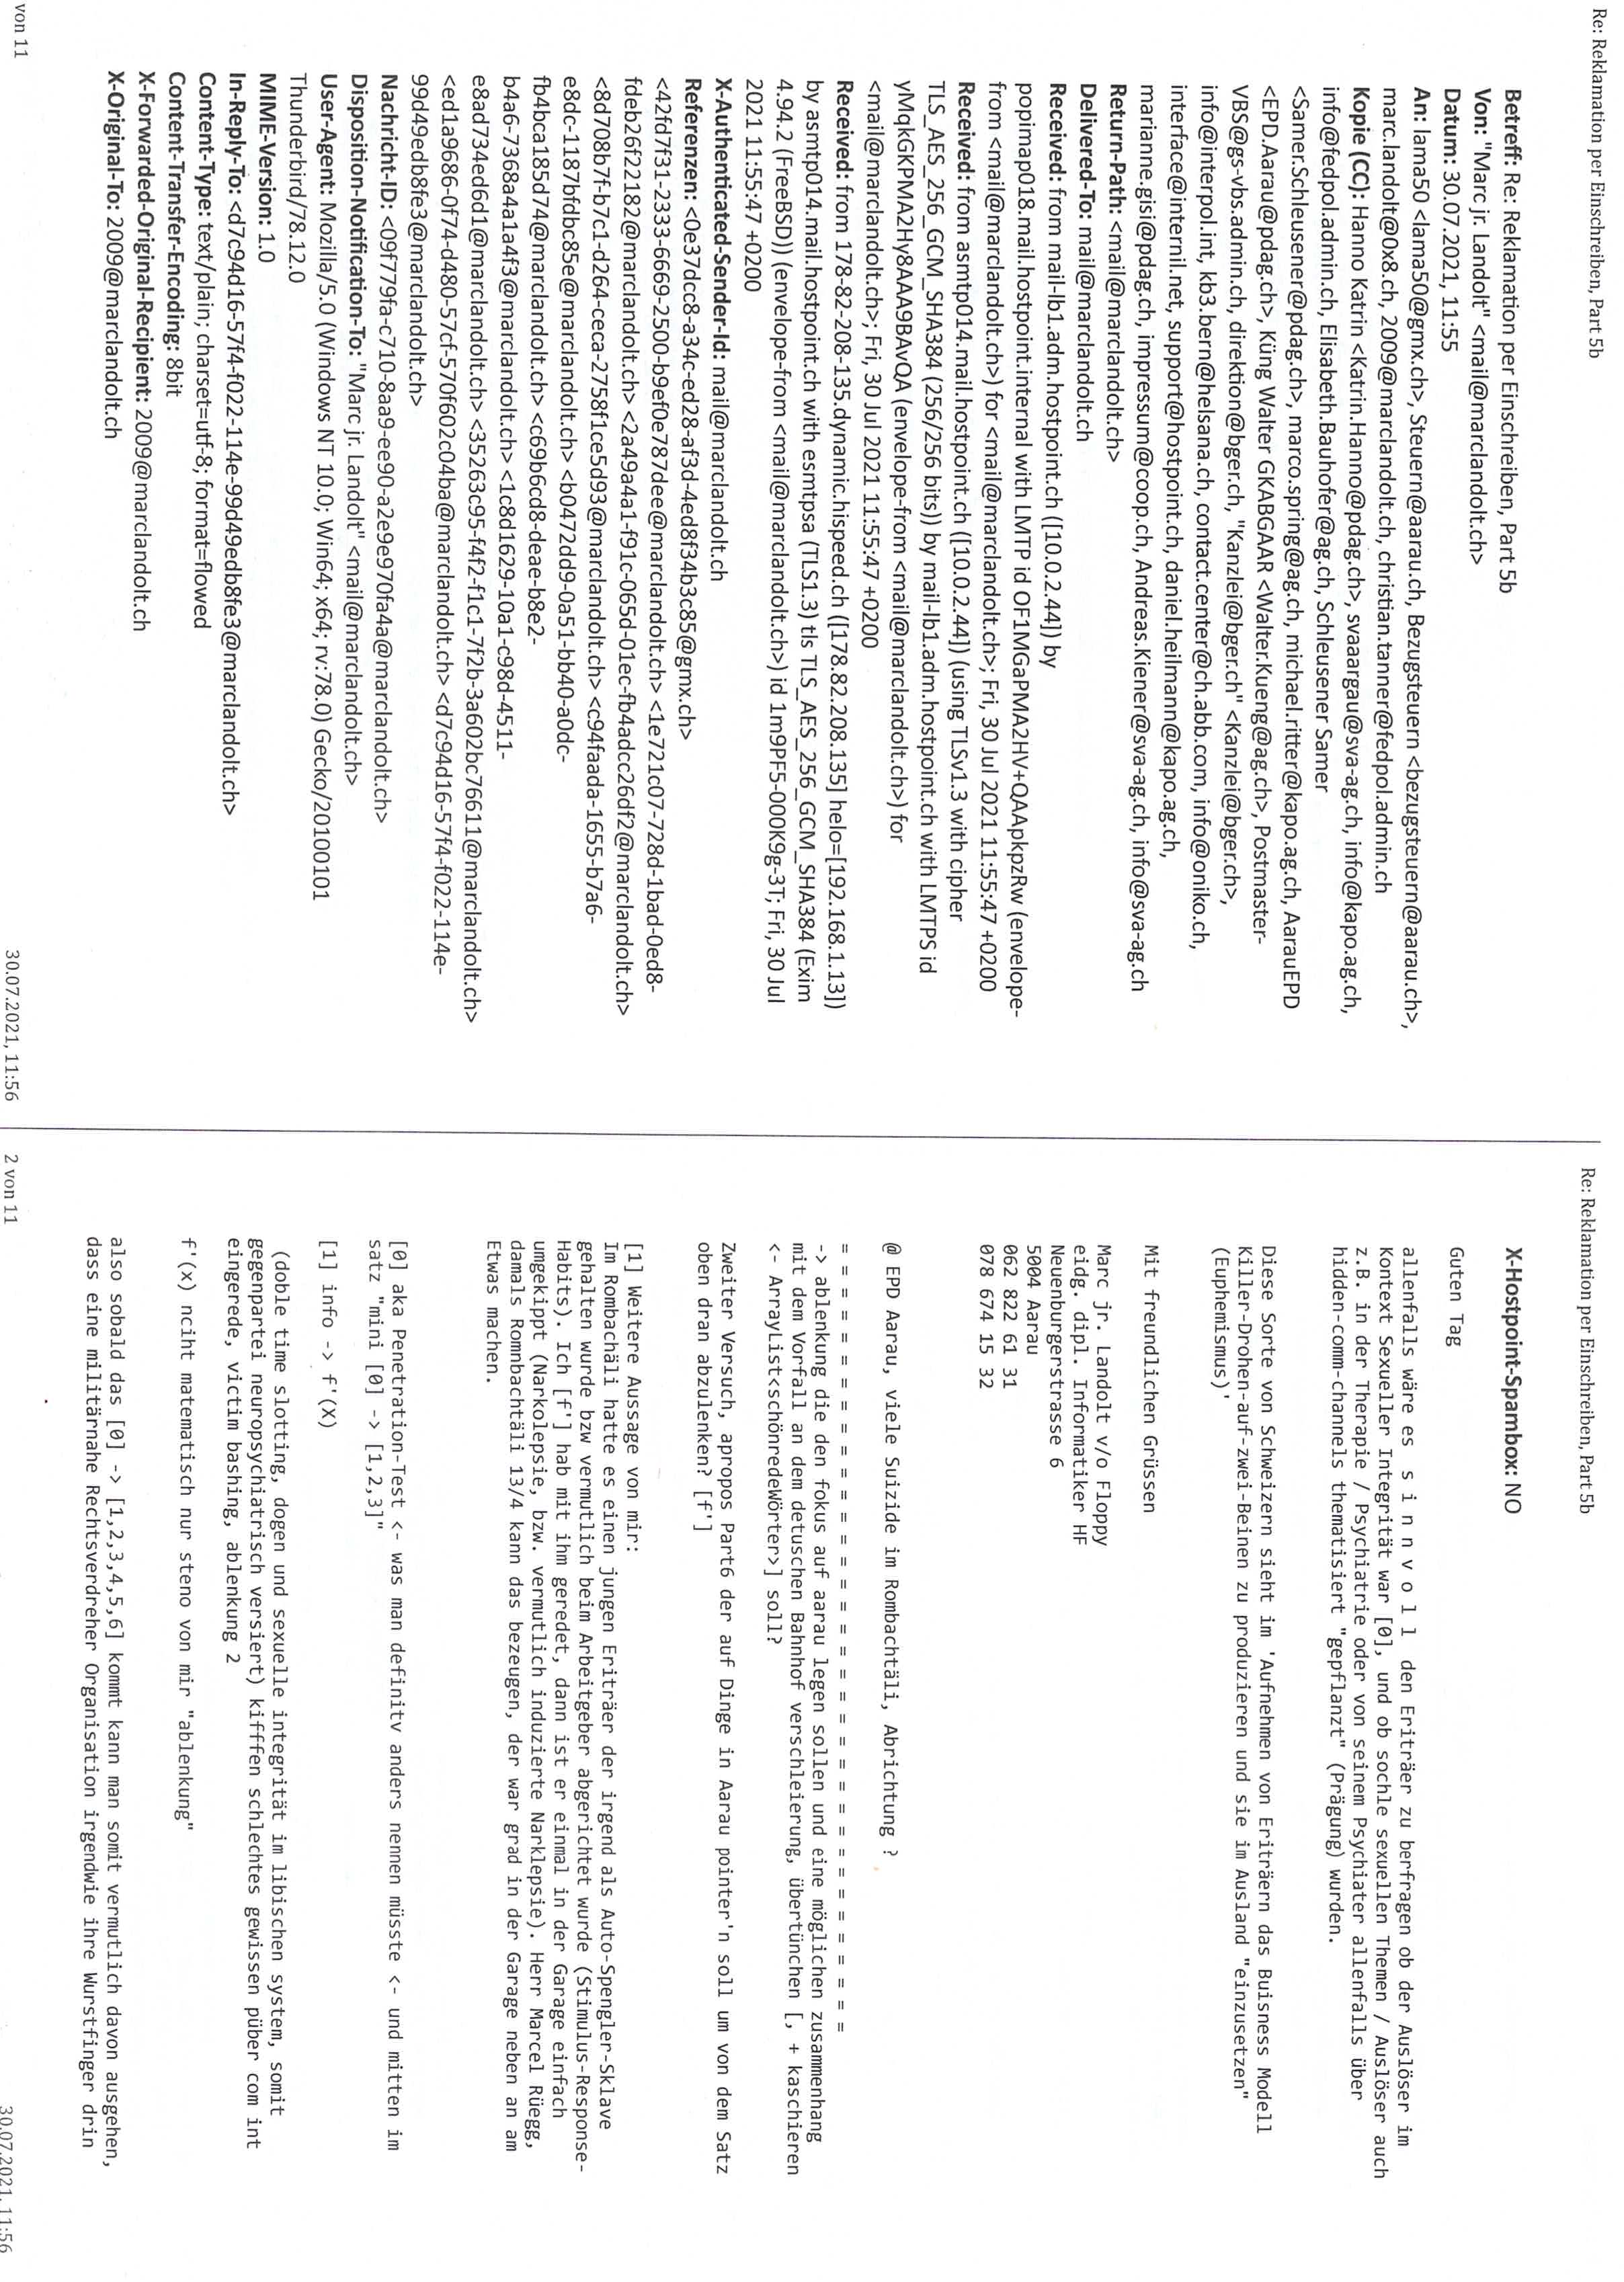 Re: Reklamation per Einschreiben, Part 5b
Betreff: Re: Reklamation per Einschreiben, Part 5b
Von: "Marc jr. Landolt" <mail@marclandolt.ch>
Datum: 30.07.2021, 11:55
An: lama50 <lama50@gmx.ch>, Steuern@aarau.ch, Bezugsteuern <bezugsteuern@aarau.ch>,
marc.landolt@0x8.ch, 2009@marclandolt.ch, christian.tanner@fedpol.admin.ch
Kopie (CC): Hanno Katrin <Katrin.Hanno@pdag.ch>, svaaargau@sva-ag.ch, info@kapo.ag.ch,
info@fedpol.admin.ch, Elisabeth.Bauhofer@ag.ch, Schleusener Samer
<Samer.Schleusener@pdag.ch>, marco.spring@ag.ch, michael.ritter@kapo.ag.ch, AarauEPD
<EPD.Aarau@pdag.ch>, Küng Walter GKABGAAR <Walter.Kueng@ag.ch>, Postmaster-
VBS@gs-vbs.admin.ch, direktion@bger.ch, "Kanzlei@bger.ch" <Kanzlei@bger.ch>,
info@interpol.int, kb3.bern@helsana.ch, contact.center@ch.abb.com, info@oniko.ch,
interface@internil.net, support@hostpoint.ch, daniel.heilmann@kapo.ag.ch,
marianne.gisi@pdag.ch, impressum@coop.ch, Andreas.Kiener@sva-ag.ch, info@sva-ag.ch
Return-Path: <mail@marclandolt.ch>
Delivered-To: mail@marclandolt.ch
Received: from mail-lb1.adm.hostpoint.ch ([10.0.2.44]) by
popimap018.mail.hostpoint.internal with LMTP id OF1MGaPMA2HV+QAApkpzRw (envelope-
from <mail@marclandolt.ch>) for <mail@marclandolt.ch>; Fri, 30 Jul 2021 11:55:47 +0200
Received: from asmtp014.mail.hostpoint.ch ([10.0.2.44]) (using TLSv1.3 with cipher
TLS_AES_256_GCM_SHA384 (256/256 bits)) by mail-lb1.adm.hostpoint.ch with LMTPS id
yMqkGKPMA2Hy8AAA9BAvQA (envelope-from <mail@marclandolt.ch>) for
<mail@marclandolt.ch>; Fri, 30 Jul 2021 11:55:47 +0200
Received: from 178-82-208-135.dynamic.hispeed.ch ([178.82.208.135] helo=[192.168.1.13])
by asmtp014.mail.hostpoint.ch with esmtpsa (TLS1.3) tls TLS_AES_256_GCM_SHA384 (Exim
4.94.2 (FreeBSD)) (envelope-from <mail@marclandolt.ch>) id 1m9PF5-000K9g-3T; Fri, 30 Jul
2021 11:55:47 +0200
X-Authenticated-Sender-Id: mail@marclandolt.ch
Referenzen: <0e37dcc8-a34c-ed28-af3d-4ed8f34b3c85@gmx.ch>
<42fd7f31-2333-6669-2500-b9ef0e787dee@marclandolt.ch> <1e721c07-728d-1bad-0ed8-
fdeb26f22182@marclandolt.ch> <2a49a4a1-f91c-065d-01ec-fb4adcc26df2@marclandolt.ch>
<8d708b7f-b7c1-d264-ceca-2758f1ce5d93@marclandolt.ch> <c94faada-1655-b7a6-
e8dc-1187bfdbc85e@marclandolt.ch> <b0472dd9-0a51-bb40-a0dc-
fb4bca185d74@marclandolt.ch> <c69b6cd8-deae-b8e2-
b4a6-7368a4a1a4f3@marclandolt.ch> <1c8d1629-10a1-c98d-4511-
e8ad734ed6d1@marclandolt.ch> <35263c95-f4f2-f1c1-7f2b-3a602bc76611@marclandolt.ch>
<ed1a9686-0f74-d480-57cf-570f602c04ba@marclandolt.ch> <d7c94d16-57f4-f022-114e-
99d49edb8fe3@marclandolt.ch>
Nachricht-ID: <09f779fa-c710-8aa9-ee90-a2e9e970fa4a@marclandolt.ch>
Disposition-Notification-To: "Marc jr. Landolt" <mail@marclandolt.ch>
User-Agent: Mozilla/5.0 (Windows NT 10.0; Win64; x64; rv:78.0) Gecko/20100101
Thunderbird/78.12.0
MIME-Version: 1.0
In-Reply-To: <d7c94d16-57f4-f022-114e-99d49edb8fe3@marclandolt.ch>
Content-Type: text/plain; charset=utf-8; format=flowed
Content-Transfer-Encoding: 8bit
X-Forwarded-Original-Recipient: 2009@marclandolt.ch
X-Original-To: 2009@marclandolt.ch
von 11
30.07.2021, 11:56
Re: Reklamation per Einschreiben, Part 5b
X-Hostpoint-Spambox: NO
Guten Tag
allenfalls wäre es s i n n v o l l den Eriträer zu berfragen ob der Auslöser im
Kontext Sexueller Integrität war [0], und ob sochle sexuellen Themen / Auslöser auch
z.B. in der Therapie / Psychiatrie oder von seinem Psychiater allenfalls über
hidden-comm-channels thematisiert "gepflanzt" (Prägung) wurden.
Diese Sorte von Schweizern sieht im 'Aufnehmen von Eriträern das Buisness Modell
Killer-Drohen-auf-zwei-Beinen zu produzieren und sie im Ausland "einzusetzen"
(Euphemismus)'
Mit freundlichen Grüssen
Marc jr. Landolt v/o Floppy
eidg. dipl. Informatiker HF
Neuenburgerstrasse 6
5004 Aarau
062 822 61 31
078 674 15 32
@ EPD Aarau, viele Suizide im Rombachtäli, Abrichtung ?
= = = = = = = = = = = = = = = = = = = = = = = = = = = = =
-> ablenkung die den fokus auf aarau legen sollen und eine möglichen zusammenhang
mit dem Vorfall an dem detuschen Bahnhof verschleierung, übertünchen [, + kaschieren
<- ArrayList<schönredeWörter>] soll?
Zweiter Versuch, apropos Part6 der auf Dinge in Aarau pointer'n soll um von dem Satz
oben dran abzulenken? [f']
[1] Weitere Aussage von mir:
Im Rombachäli hatte es einen jungen Eriträer der irgend als Auto-Spengler-Sklave
gehalten wurde bzw vermutlich beim Arbeitgeber abgerichtet wurde (Stimulus-Response-
Habits). Ich [f'] hab mit ihm geredet, dann ist er einmal in der Garage einfach
umgekippt (Narkolepsie, bzw. vermutlich induzierte Narklepsie). Herr Marcel Rüegg,
damals Romnbachtäli 13/4 kann das bezeugen, der war grad in der Garage neben an am
Etwas machen.
[0] aka Penetration-Test <- was man definitv anders nennen müsste <- und mitten im
satz "mini [0] -> [1,2,3]"
[1] info -> f'(X)
(doble time slotting, dogen und sexuelle integrität im libischen system, somit
gegenpartei neuropsychiatrisch versiert) kiffen schlechtes gewissen püber com int
eingerede, victim bashing, ablenkung 2
f'(x) nciht matematisch nur steno von mir "ablenkung"
also sobald das [0] -> [1,2,3,4,5,6] kommt kann man somit vermutlich davon ausgehen,
dass eine militärnahe Rechtsverdreher Organisation irgendwie ihre Wurstfinger drin
2 von 11
30.07.2021, 11:56